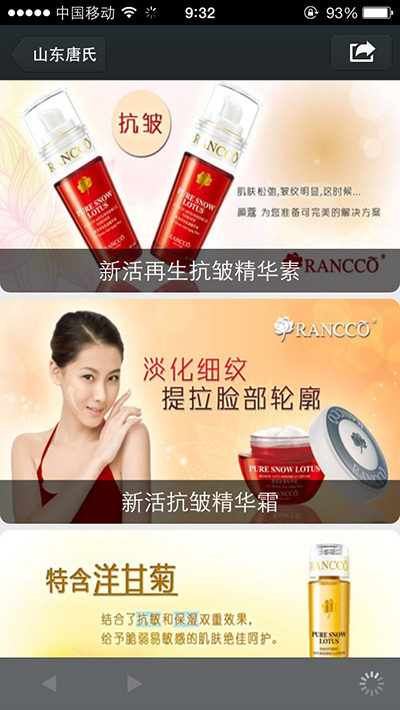 中国移动
9:32
93%
山东唐氏
抗皱
RANCCO
RANCCO
PURE SNOW
LOTUS
PURE SNOW
LOTUS
肌肤松弛,皱纹明显,这时候...
为您准备可完美的解决方案
RANCCÒ
新活再生抗皱精华素
RANCCÒ
淡化细纹
提拉脸部轮廓
PURE SNOW LOTUS
RANCCO
新活抗皱精华霜
特含洋甘菊
结合了抗敏和保湿双重效果,
给予脆弱易敏感的肌肤绝佳呵护。
RANCCO
PURE SNOW
LOTUS